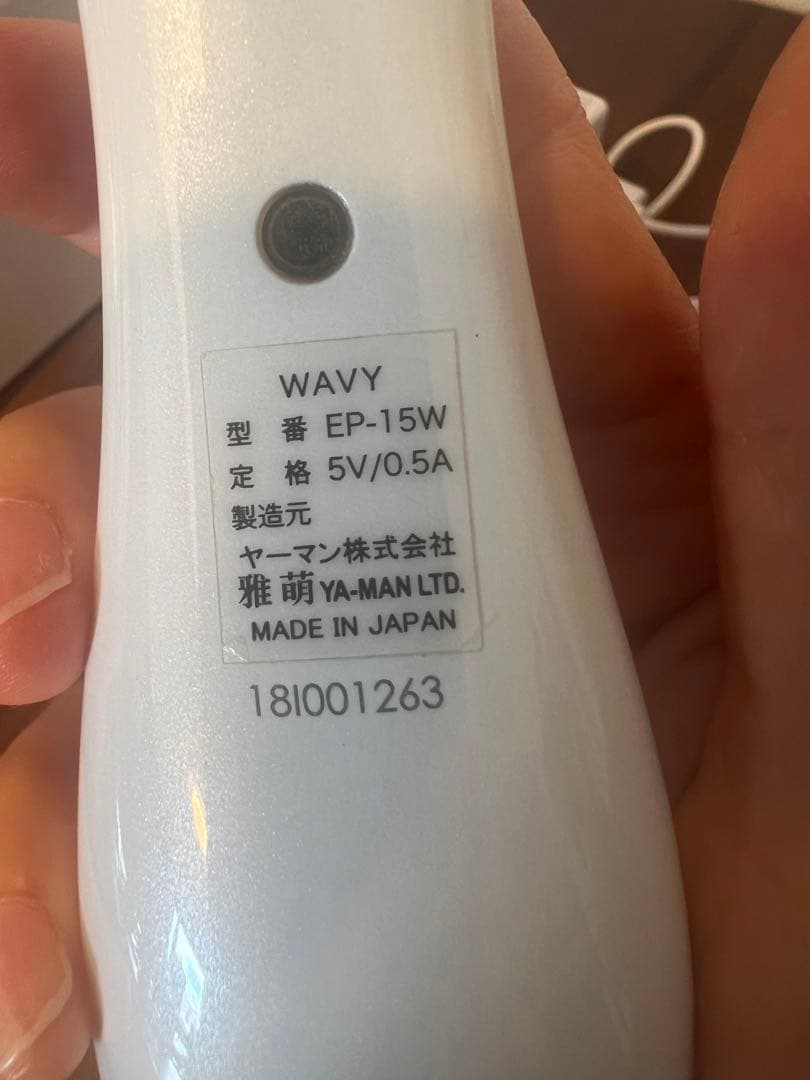 WAVY
型 番 EP-15W
定 格 5V/0.5A
製造元
ヤーマン株式会社
雅 萌 YA-MAN LTD.
MADE IN JAPAN
18I001263